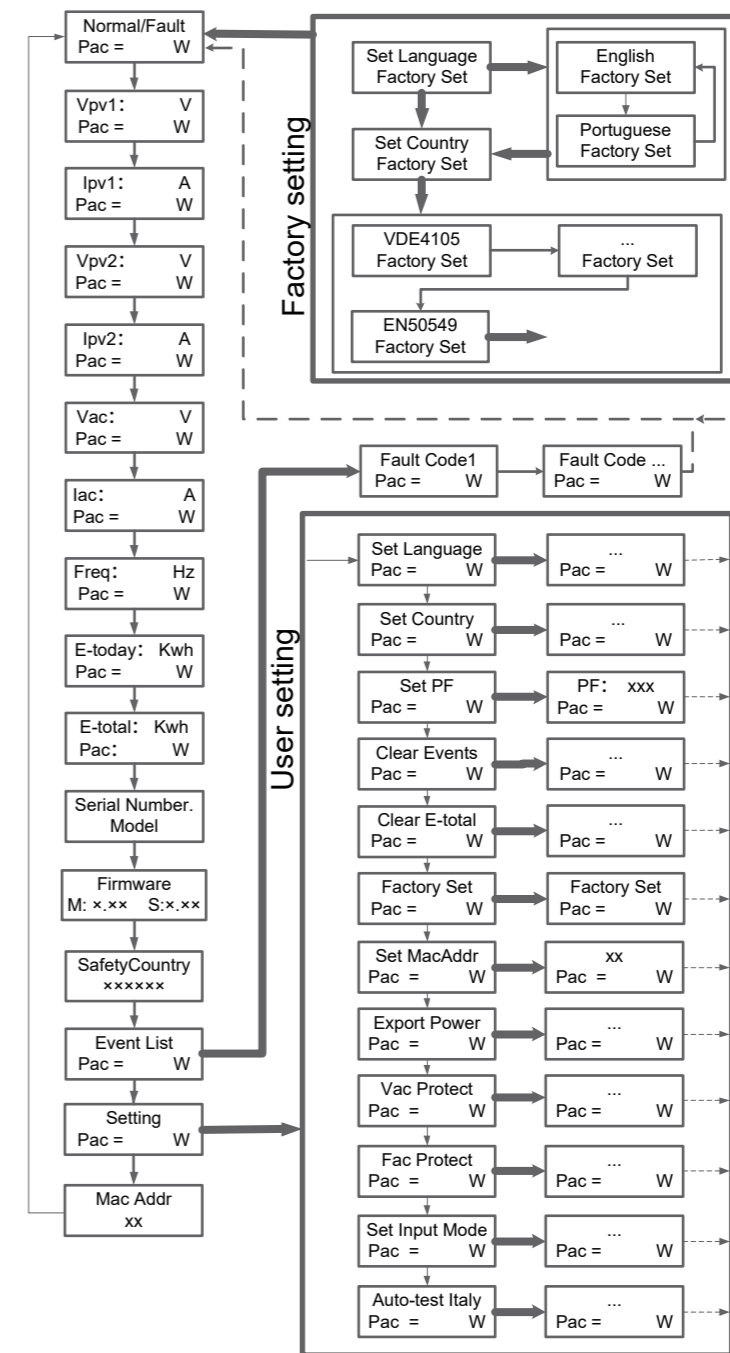 Normal/Fault
Pac = W
Vpv1: V
Pac = W
Ipv1: A
Pac = W
Vpv2: V
Pac = W
Ipv2: A
Pac = W
Vac: V
Pac = W
Iac: A
Pac = W
Freq: Hz
Pac = W
E-today: Kwh
Pac = W
E-total: Kwh
Pac: W
Serial Number.
Model
Firmware
M: ×.×× S:×.××
SafetyCountry
××××××
Event List
Pac = W
Setting
Pac = W
Mac Addr
xx
Factory setting
Set Language
Factory Set
English
Factory Set
Portuguese
Factory Set
Set Country
Factory Set
VDE4105
Factory Set
...
Factory Set
EN50549
Factory Set
Fault Code1
Pac = W
Fault Code ...
Pac = W
User setting
Set Language
Pac = W
...
Pac = W
Set Country
Pac = W
...
Pac = W
Set PF
Pac = W
PF: xxx
Pac = W
Clear Events
Pac = W
...
Pac = W
Clear E-total
Pac = W
...
Pac = W
Factory Set
Pac = W
Factory Set
Pac = W
Set MacAddr
Pac = W
xx
Pac = W
Export Power
Pac = W
...
Pac = W
Vac Protect
Pac = W
...
Pac = W
Fac Protect
Pac = W
...
Pac = W
Set Input Mode
Pac = W
...
Pac = W
Auto-test Italy
Pac = W
...
Pac = W